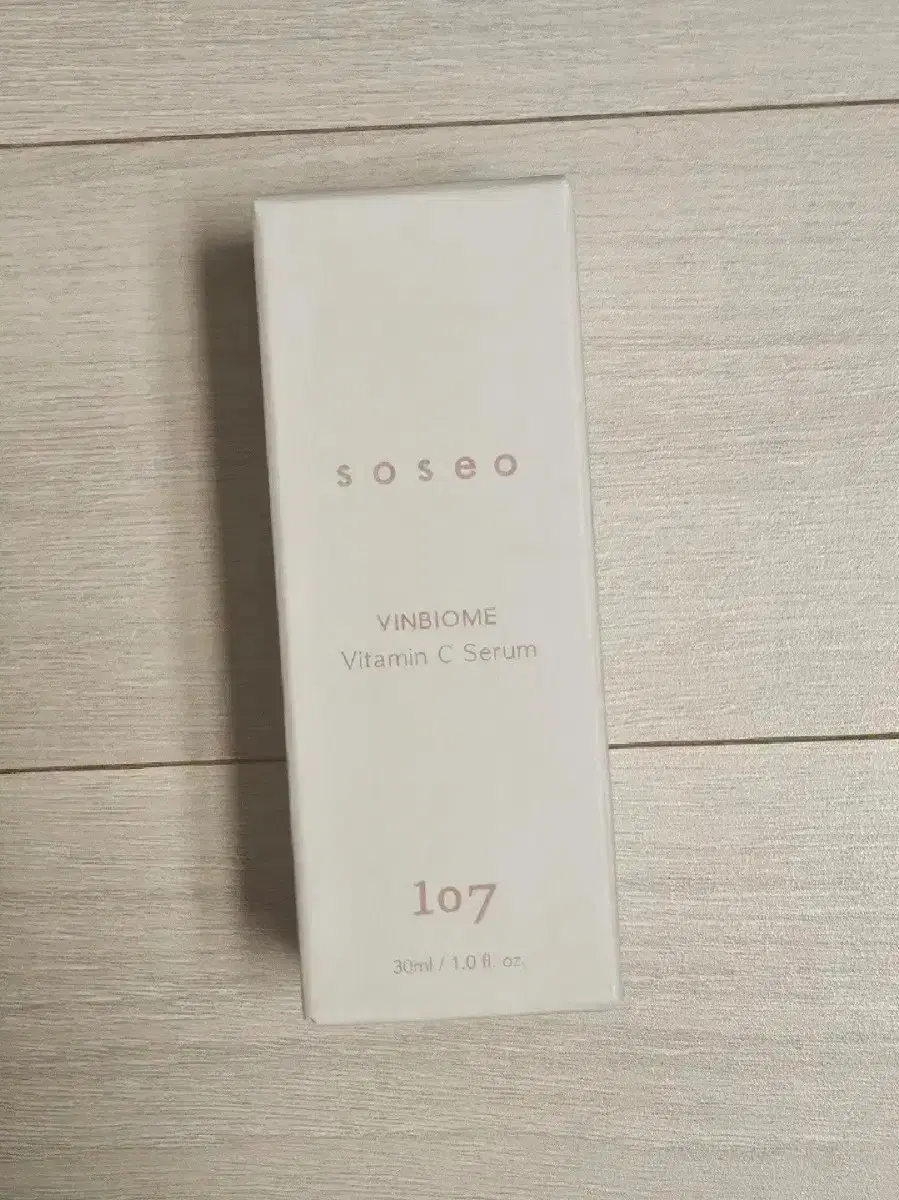 soseo
VINBIOME
Vitamin C Serum
107
30ml / 1.0 fl. oz.